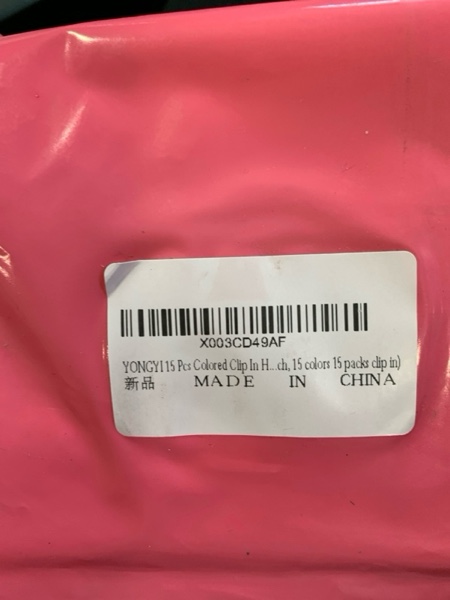 X003CD49AF
YONGYI 15 Pcs Colored Clip In H...ch, 15 colors 15 packs clip in)
新品 MADE IN CHINA